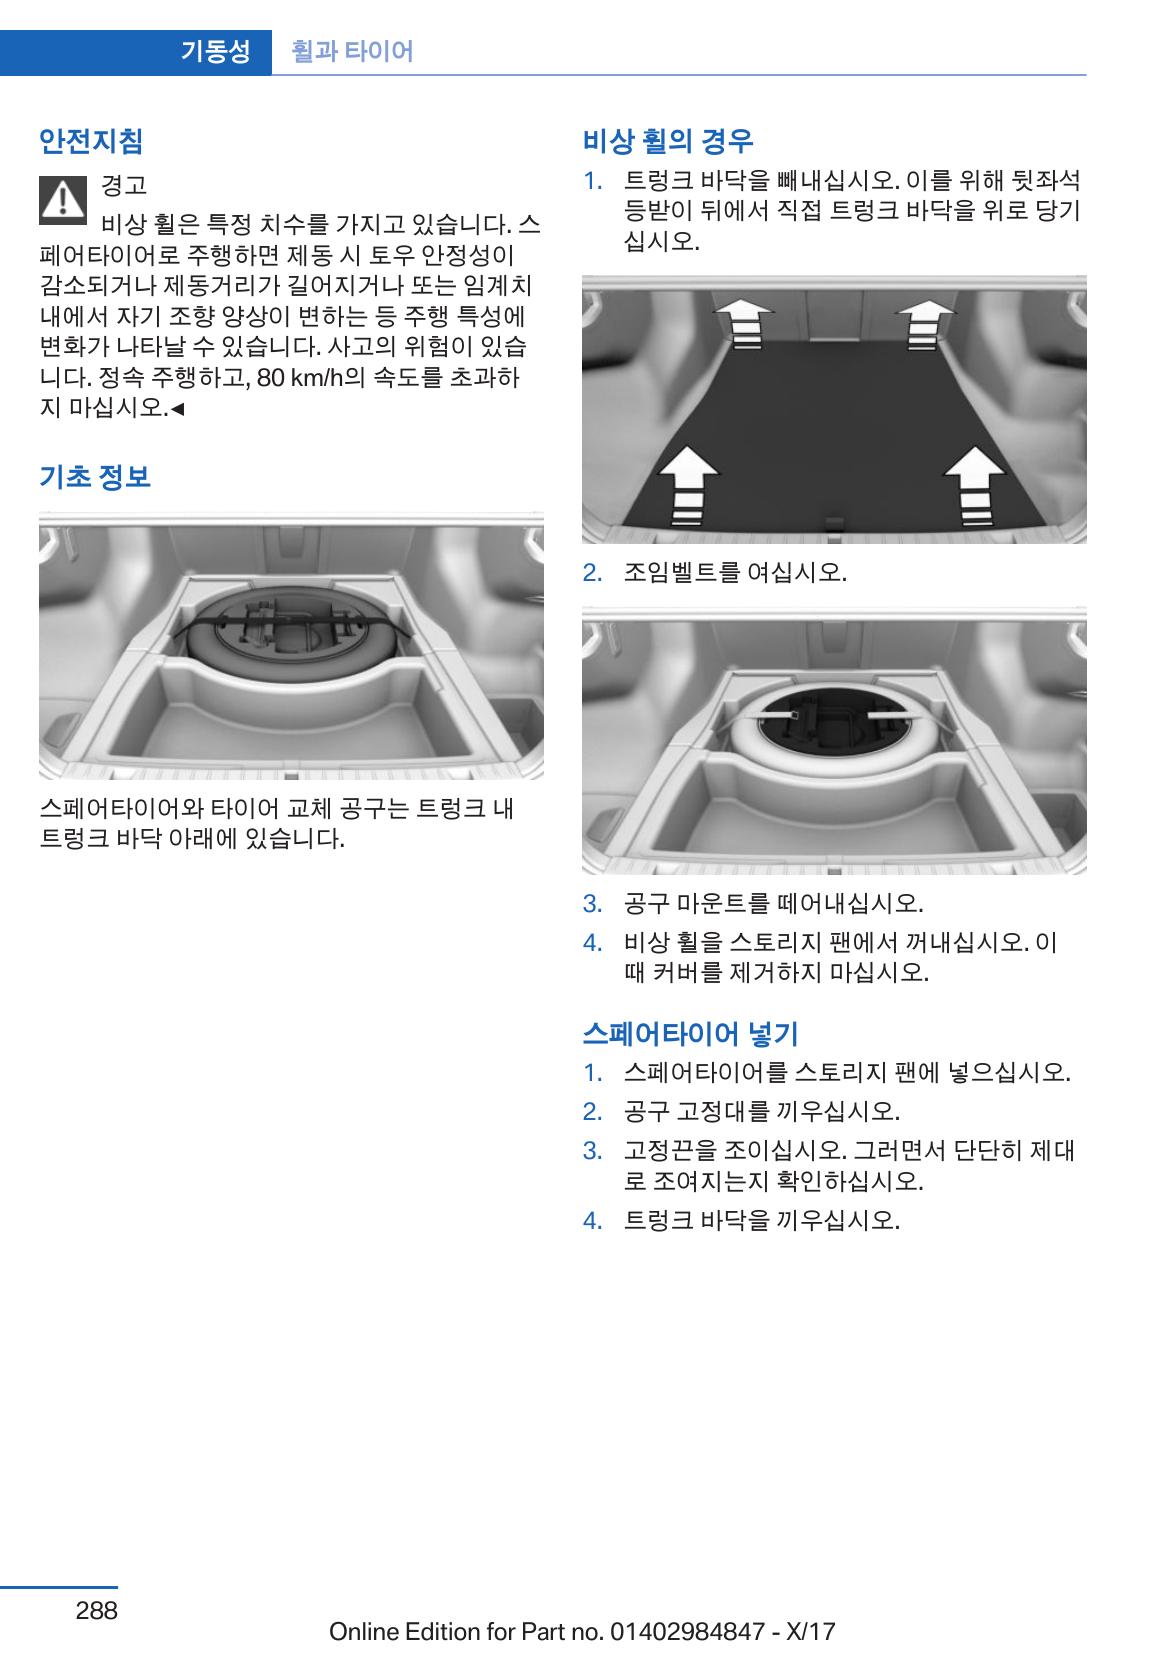 기동성 휠과 타이어
안전지침
경고
비상 휠은 특정 치수를 가지고 있습니다. 스
페어타이어로 주행하면 제동 시 토우 안정성이
감소되거나 제동거리가 길어지거나 또는 임계치
내에서 자기 조향 양상이 변하는 등 주행 특성에
변화가 나타날 수 있습니다. 사고의 위험이 있습
니다. 정속 주행하고, 80 km/h의 속도를 초과하
지 마십시오.◄
기초 정보
스페어타이어와 타이어 교체 공구는 트렁크 내
트렁크 바닥 아래에 있습니다.
비상 휠의 경우
1. 트렁크 바닥을 빼내십시오. 이를 위해 뒷좌석
등받이 뒤에서 직접 트렁크 바닥을 위로 당기
십시오.
2. 조임벨트를 여십시오.
3. 공구 마운트를 떼어내십시오.
4. 비상 휠을 스토리지 팬에서 꺼내십시오. 이
때 커버를 제거하지 마십시오.
스페어타이어 넣기
1. 스페어타이어를 스토리지 팬에 넣으십시오.
2. 공구 고정대를 끼우십시오.
3. 고정끈을 조이십시오. 그러면서 단단히 제대
로 조여지는지 확인하십시오.
4. 트렁크 바닥을 끼우십시오.
288
Online Edition for Part no. 01402984847 - X/17